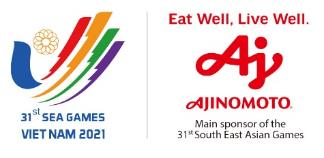 31st SEA GAMES
VIET NAM 2021
Eat Well, Live Well.
Aj
AJINOMOTO.
Main sponsor of the
31st South East Asian Games